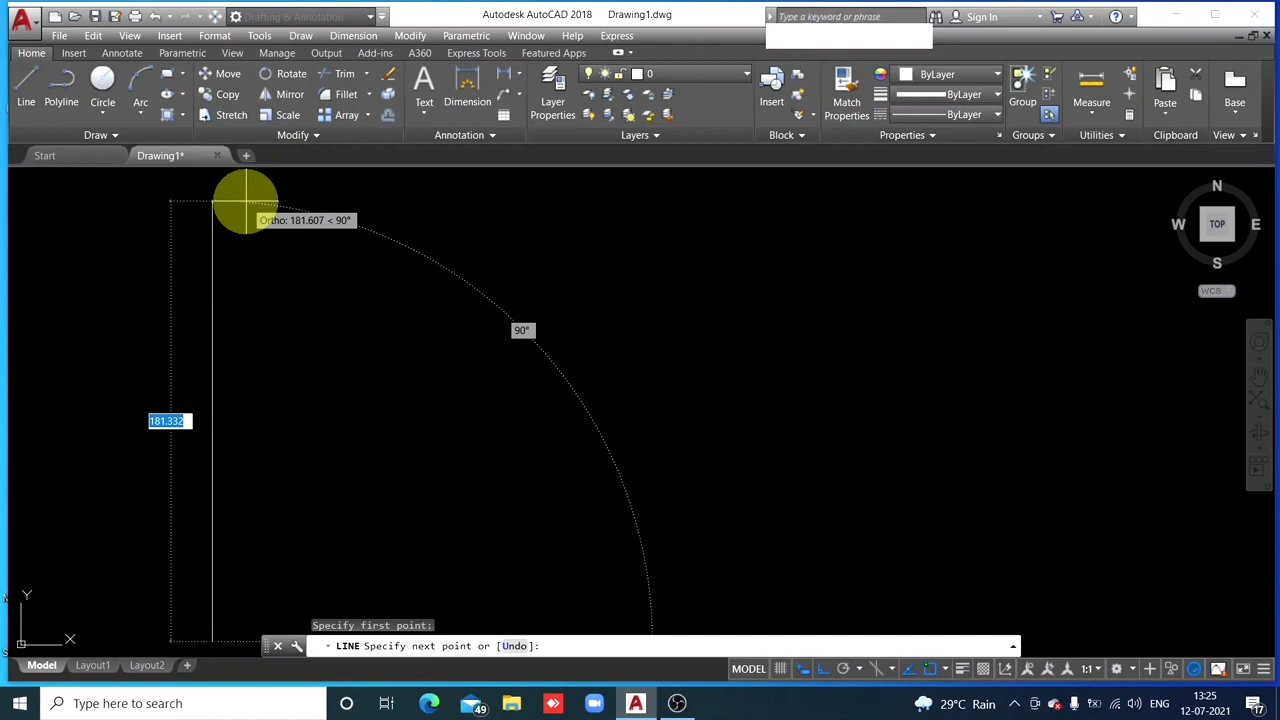 Drafting & Annotation
Autodesk AutoCAD 2018 Drawing1.dwg
Type a keyword or phrase
Sign In
File Edit View Insert Format Tools Draw Dimension Modify Parametric Window Help Express
Home Insert Annotate Parametric View Manage Output Add-ins A360 Express Tools Featured Apps
Line Polyline Circle Arc
Move Rotate Trim
Copy Mirror Fillet
Stretch Scale Array
Text Dimension
Layer
Properties
0
Insert
Match
Properties
ByLayer
ByLayer
ByLayer
Group Measure Paste Base
Draw Modify Annotation Layers Block Properties Groups Utilities Clipboard View
Start Drawing1*
N
W TOP E
S
WCS
Ortho: 181.607 < 90°
90°
181.332
Y
X
Specify first point:
LINE Specify next point or [Undo]:
Model Layout1 Layout2
MODEL 1:1
Type here to search
49
29°C Rain
ENG
13:25
12-07-2021
17